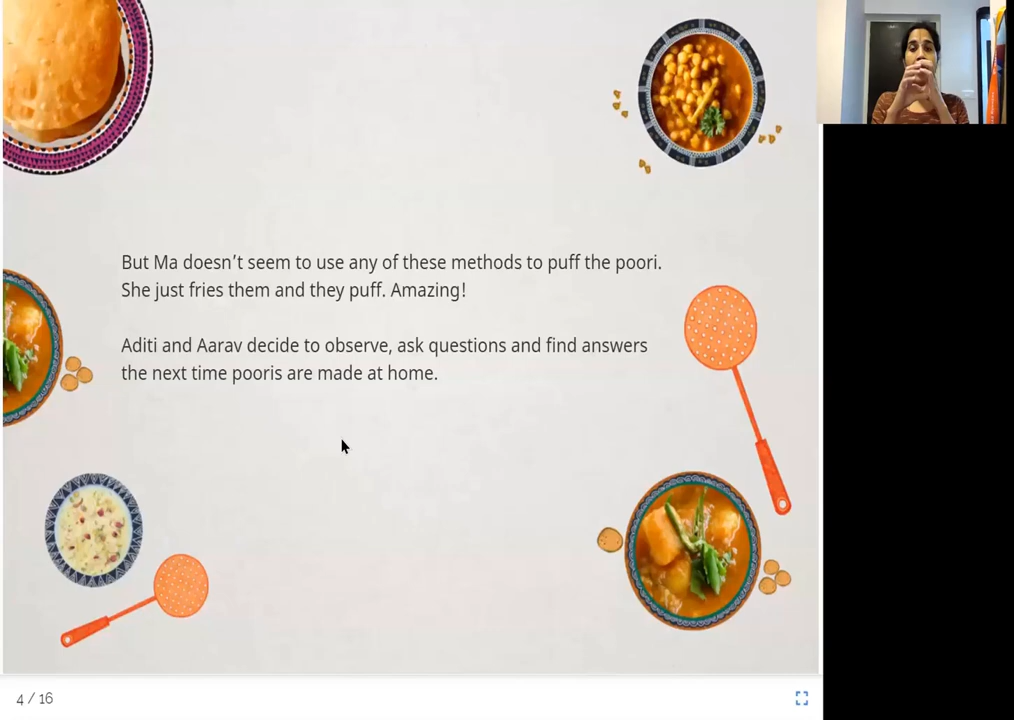 But Ma doesn’t seem to use any of these methods to puff the poori.
She just fries them and they puff. Amazing!
Aditi and Aarav decide to observe, ask questions and find answers
the next time pooris are made at home.
4 / 16